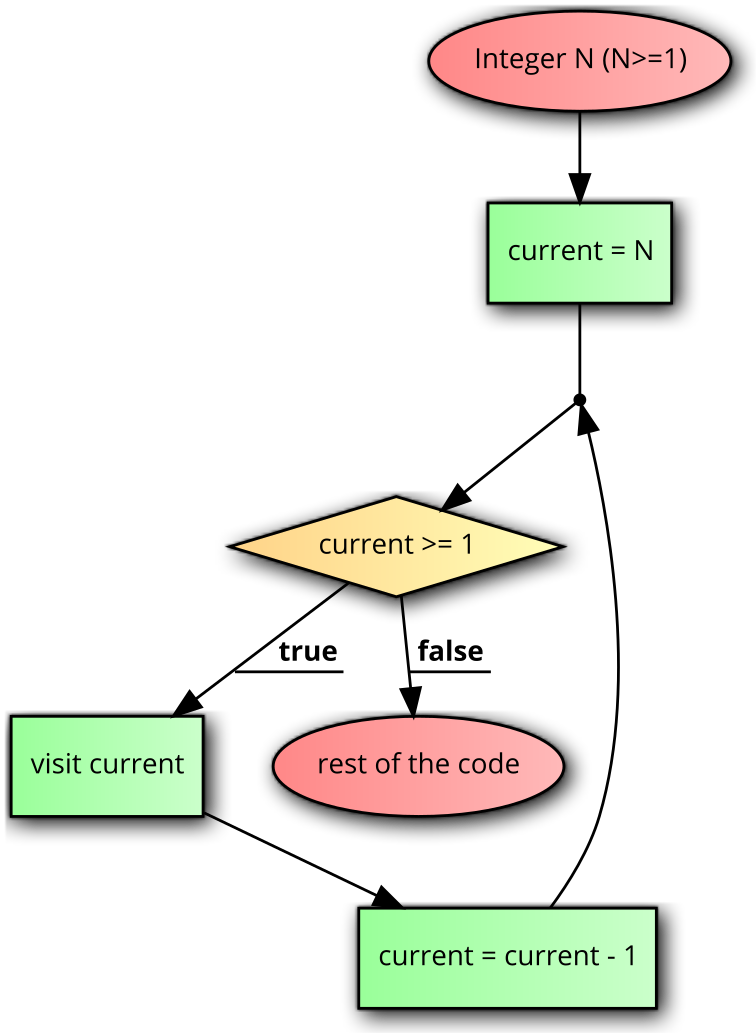 Integer N (N>=1)
current = N
current >= 1
true
false
visit current
rest of the code
current = current - 1